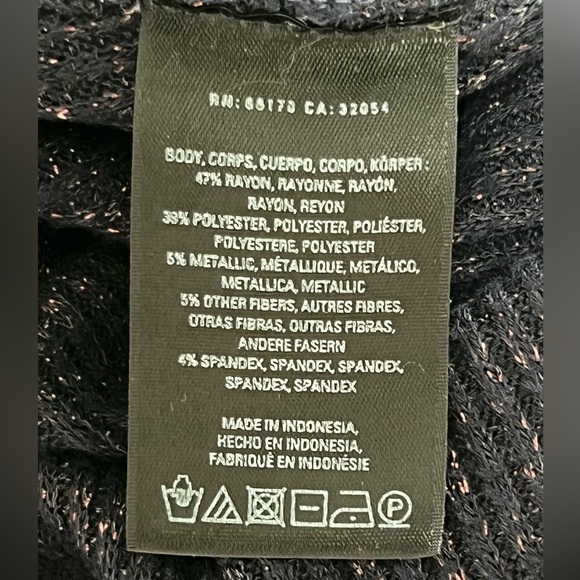 RN: 66170 CA: 32054
BODY, CORPS, CUERPO, CORPO, KÖRPER :
47% RAYON, RAYONNE, RAYÓN,
RAYON, REYON
39% POLYESTER, POLYESTER, POLIÉSTER,
POLYESTERE, POLYESTER
5% METALLIC, MÉTALLIQUE, METÁLICO,
METALLICA, METALLIC
5% OTHER FIBERS, AUTRES FIBRES,
OTRAS FIBRAS, OUTRAS FIBRAS,
ANDERE FASERN
4% SPANDEX, SPANDEX, SPANDEX,
SPANDEX, SPANDEX
MADE IN INDONESIA,
HECHO EN INDONESIA,
FABRIQUÉ EN INDONÉSIE
P